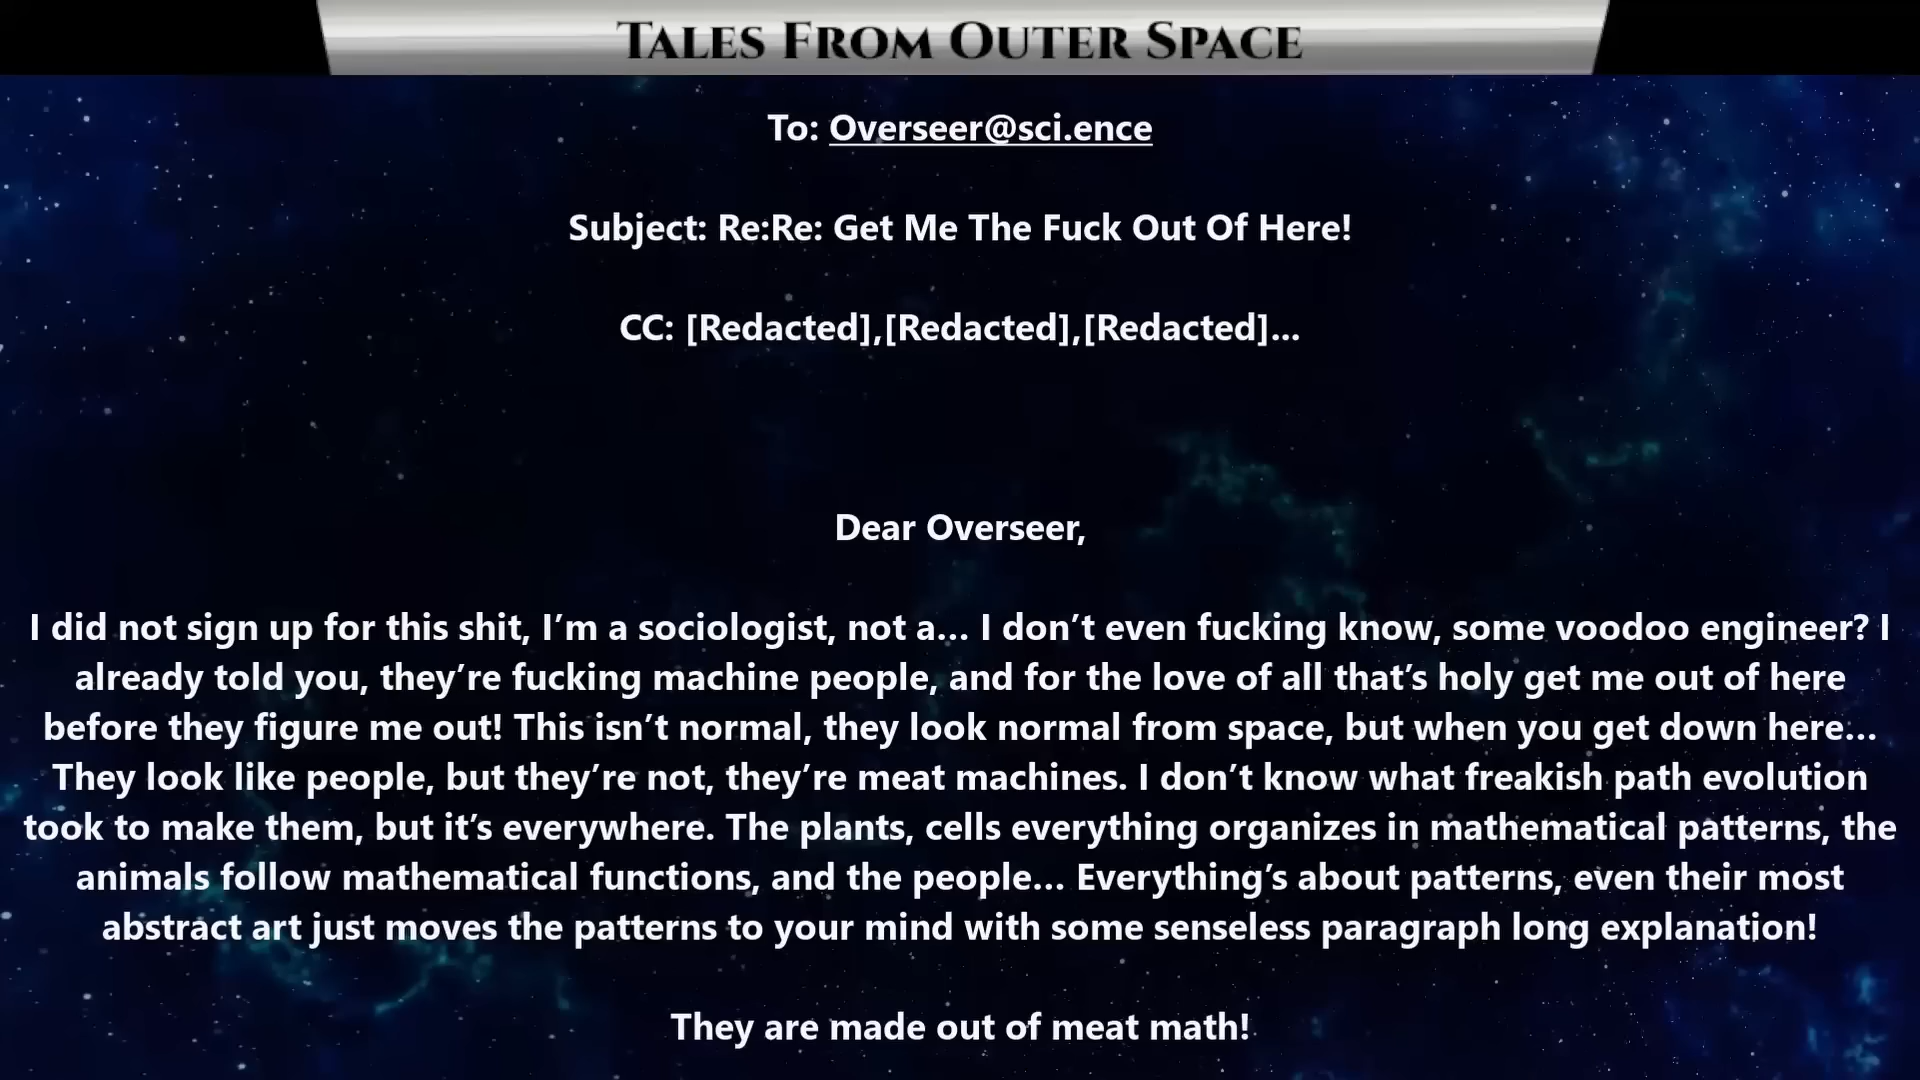 Tales From Outer Space
To: Overseer@sci.ence
Subject: Re:Re: Get Me The Fuck Out Of Here!
CC: [Redacted],[Redacted],[Redacted]...
Dear Overseer,
I did not sign up for this shit, I’m a sociologist, not a… I don’t even fucking know, some voodoo engineer? I
already told you, they’re fucking machine people, and for the love of all that’s holy get me out of here
before they figure me out! This isn’t normal, they look normal from space, but when you get down here…
They look like people, but they’re not, they’re meat machines. I don’t know what freakish path evolution
took to make them, but it’s everywhere. The plants, cells everything organizes in mathematical patterns, the
animals follow mathematical functions, and the people… Everything’s about patterns, even their most
abstract art just moves the patterns to your mind with some senseless paragraph long explanation!
They are made out of meat math!